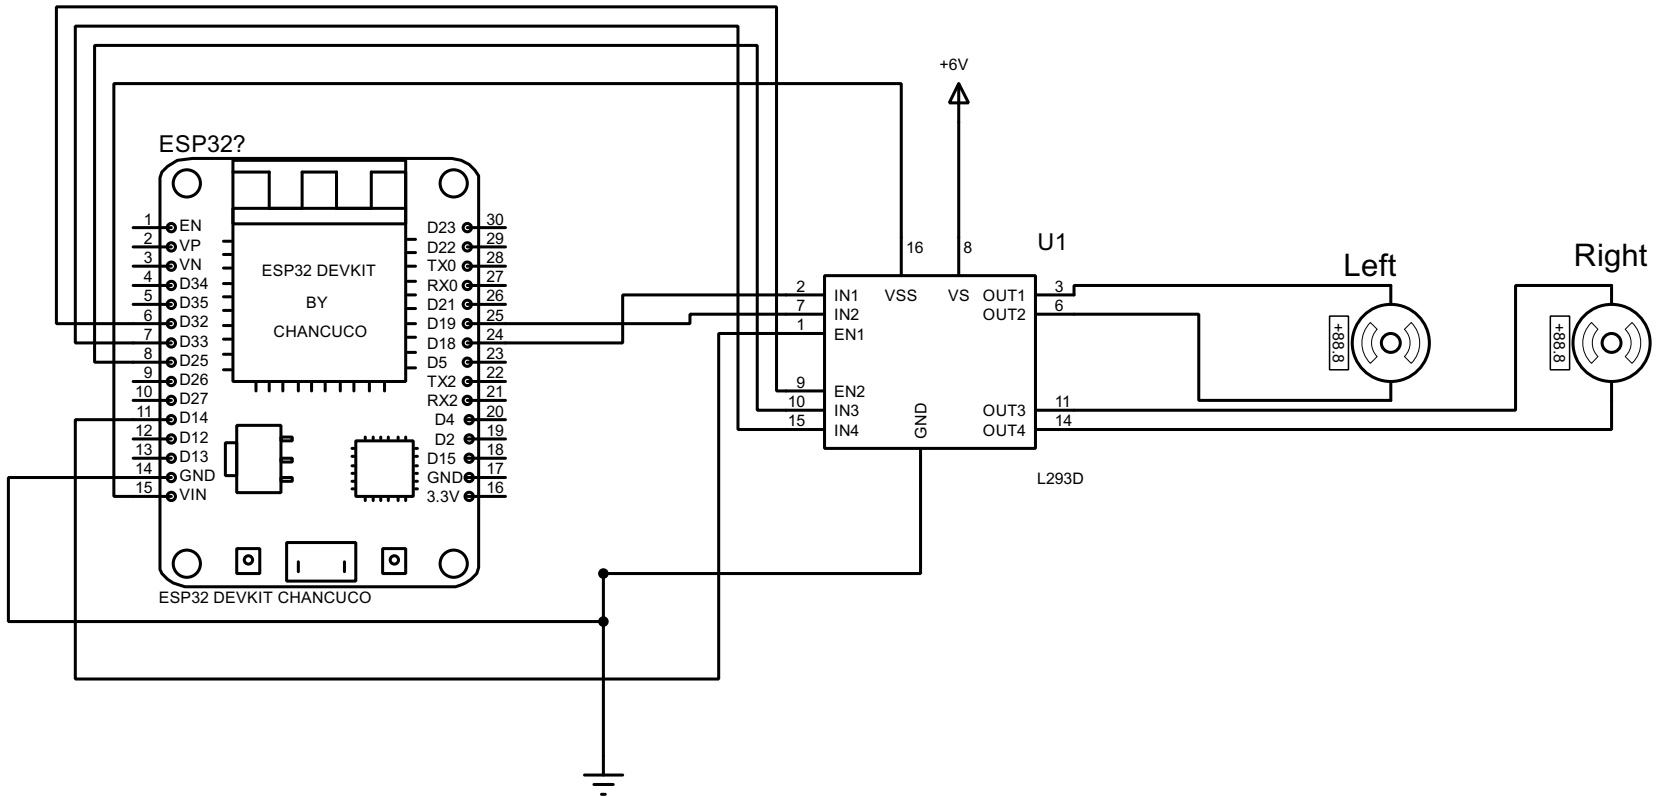 +6V
ESP32?
1 EN
2 VP
3 VN
4 D34
5 D35
6 D32
7 D33
8 D25
9 D26
10 D27
11 D14
12 D12
13 D13
14 GND
15 VIN
ESP32 DEVKIT
BY
CHANCUCO
D23 30
D22 29
TX0 28
RX0 27
D21 26
D19 25
D18 24
D5 23
TX2 22
RX2 21
D4 20
D2 19
D15 18
GND 17
3.3V 16
ESP32 DEVKIT CHANCUCO
U1
16 8
2 IN1 VSS VS OUT1 3
7 IN2 OUT2 6
1 EN1
9 EN2
10 IN3 OUT3 11
15 IN4 OUT4 14
GND
L293D
Left
+88.8
Right
+88.8